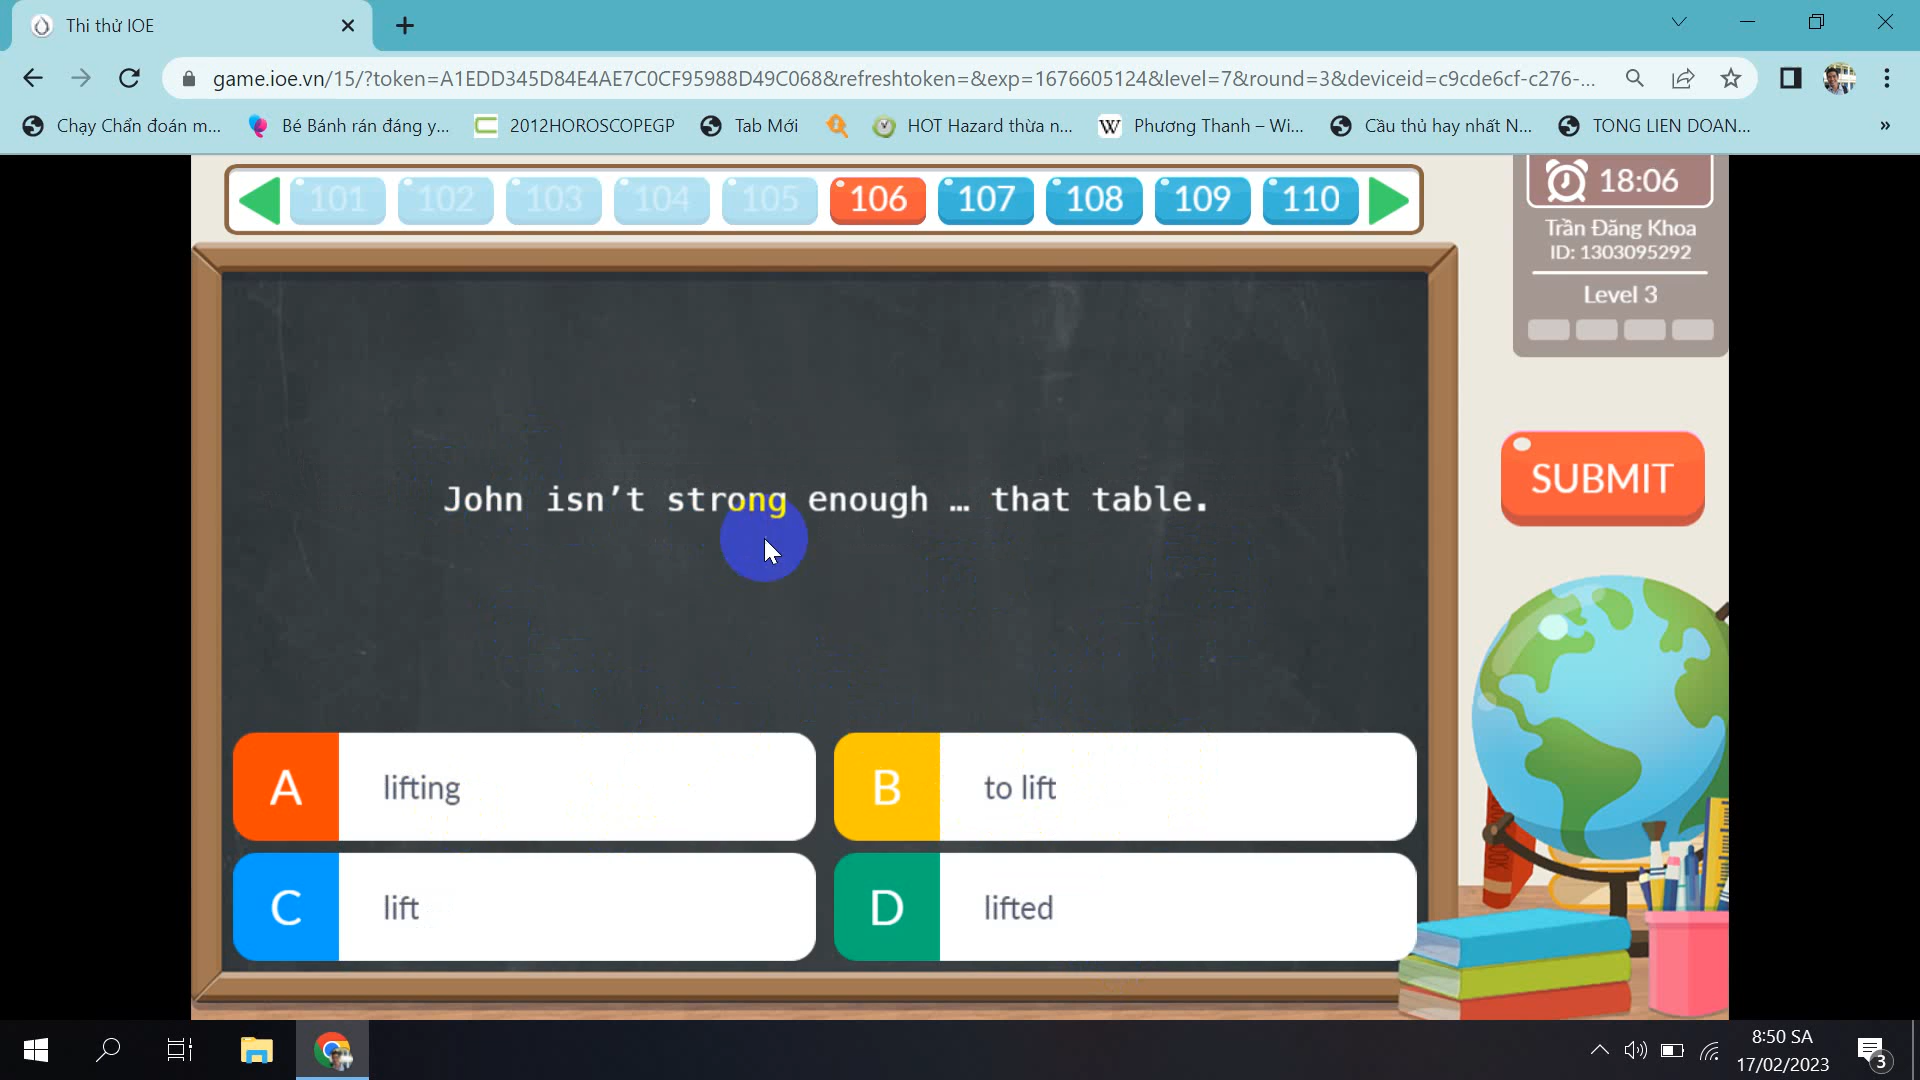 Thi thử IOE
game.ioe.vn/15/?token=A1EDD345D84E4AE7C0CF95988D49C068&refreshtoken=&exp=1676605124&level=7&round=3&deviceid=c9cde6cf-c276-...
Chạy Chẩn đoán m...
Bé Bánh rán đáng y...
2012HOROSCOPEGP
Tab Mới
HOT Hazard thừa n...
W Phương Thanh – Wi...
Cầu thủ hay nhất N...
TONG LIEN DOAN...
»
101 102 103 104 105 106 107 108 109 110
18:06
Trần Đăng Khoa
ID: 1303095292
Level 3
John isn’t strong enough … that table.
SUBMIT
A lifting
B to lift
C lift
D lifted
8:50 SA
17/02/2023
3